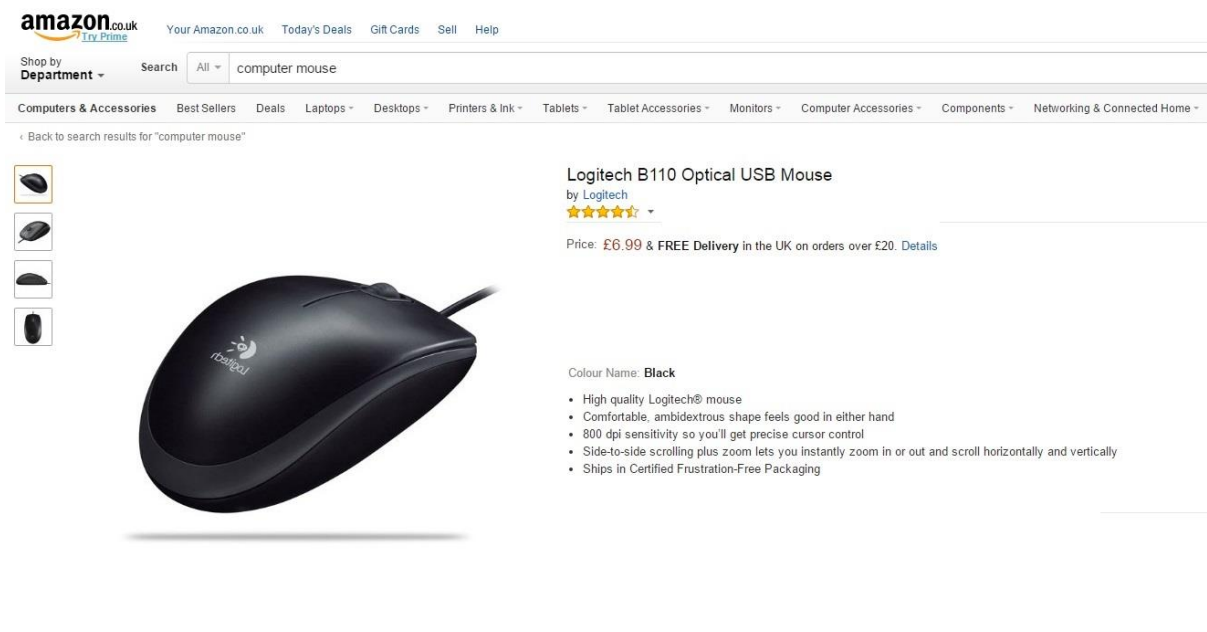 amazon.co.uk
Try Prime
Your Amazon.co.uk Today's Deals Gift Cards Sell Help
Shop by
Department
Search All computer mouse
Computers & Accessories Best Sellers Deals Laptops Desktops Printers & Ink Tablets Tablet Accessories Monitors Computer Accessories Components Networking & Connected Home
‹ Back to search results for "computer mouse"
Logitech B110 Optical USB Mouse
by Logitech
Price: £6.99 & FREE Delivery in the UK on orders over £20. Details
Logitech
Colour Name: Black
• High quality Logitech® mouse
• Comfortable, ambidextrous shape feels good in either hand
• 800 dpi sensitivity so you'll get precise cursor control
• Side-to-side scrolling plus zoom lets you instantly zoom in or out and scroll horizontally and vertically
• Ships in Certified Frustration-Free Packaging